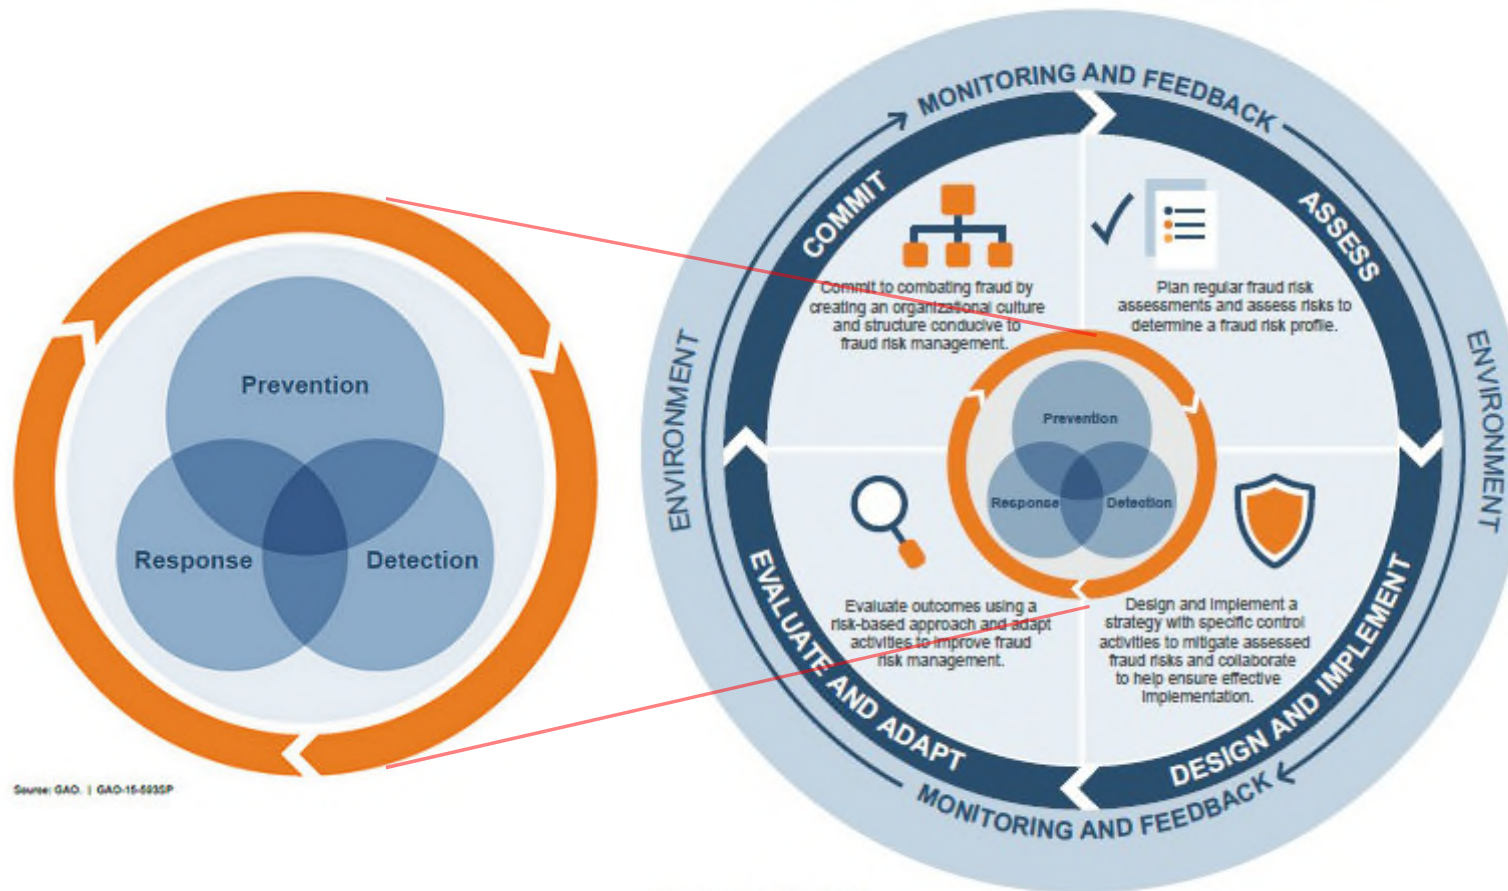 Prevention
Response
Detection
Source: GAO. | GAO-15-593SP
MONITORING AND FEEDBACK
ENVIRONMENT
ENVIRONMENT
COMMIT
Commit to combating fraud by
creating an organizational culture
and structure conducive to
fraud risk management.
ASSESS
Plan regular fraud risk
assessments and assess risks to
determine a fraud risk profile.
Prevention
Response
Detection
EVALUATE AND ADAPT
Evaluate outcomes using a
risk-based approach and adapt
activities to improve fraud
risk management.
DESIGN AND IMPLEMENT
Design and implement a
strategy with specific control
activities to mitigate assessed
fraud risks and collaborate
to help ensure effective
implementation.
MONITORING AND FEEDBACK